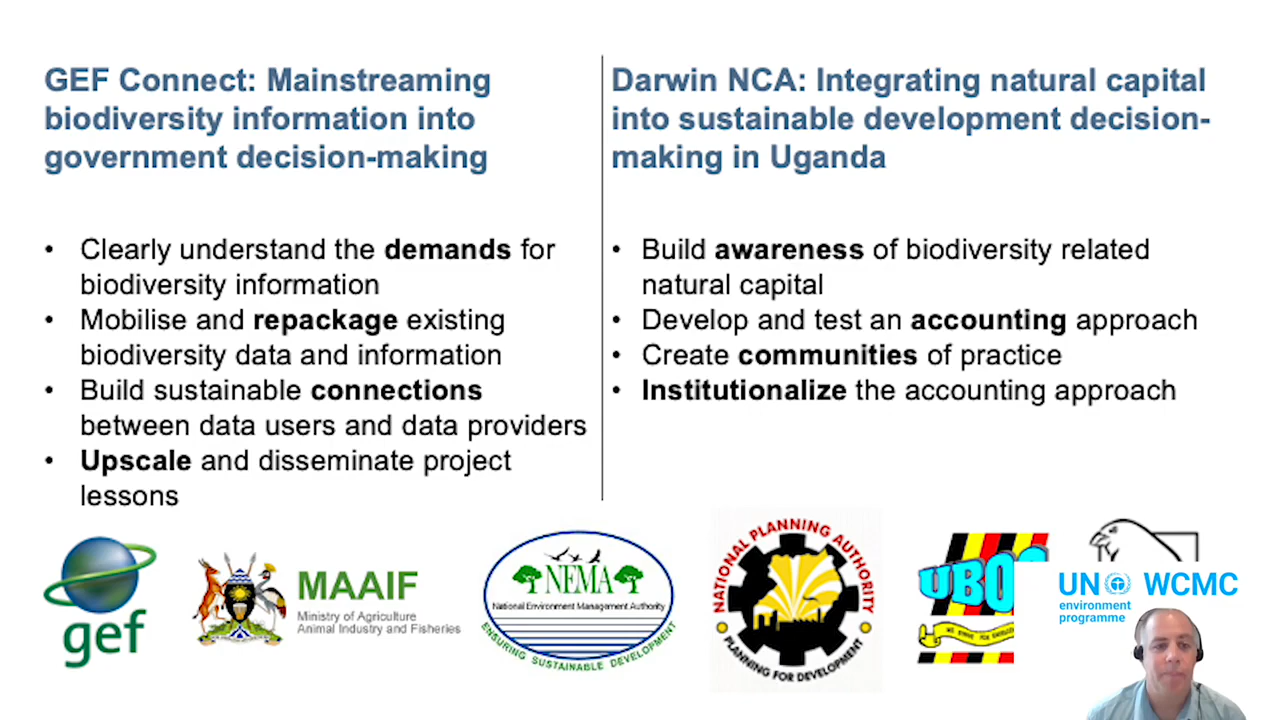 GEF Connect: Mainstreaming
biodiversity information into
government decision-making
• Clearly understand the demands for
biodiversity information
• Mobilise and repackage existing
biodiversity data and information
• Build sustainable connections
between data users and data providers
• Upscale and disseminate project
lessons
Darwin NCA: Integrating natural capital
into sustainable development decision-
making in Uganda
• Build awareness of biodiversity related
natural capital
• Develop and test an accounting approach
• Create communities of practice
• Institutionalize the accounting approach
gef
MAAIF
Ministry of Agriculture
Animal Industry and Fisheries
NEMA
National Environment Management Authority
ENSURING SUSTAINABLE DEVELOPMENT
NATIONAL PLANNING AUTHORITY
PLANNING FOR DEVELOPMENT
UBO
UN WCMC
environment
programme